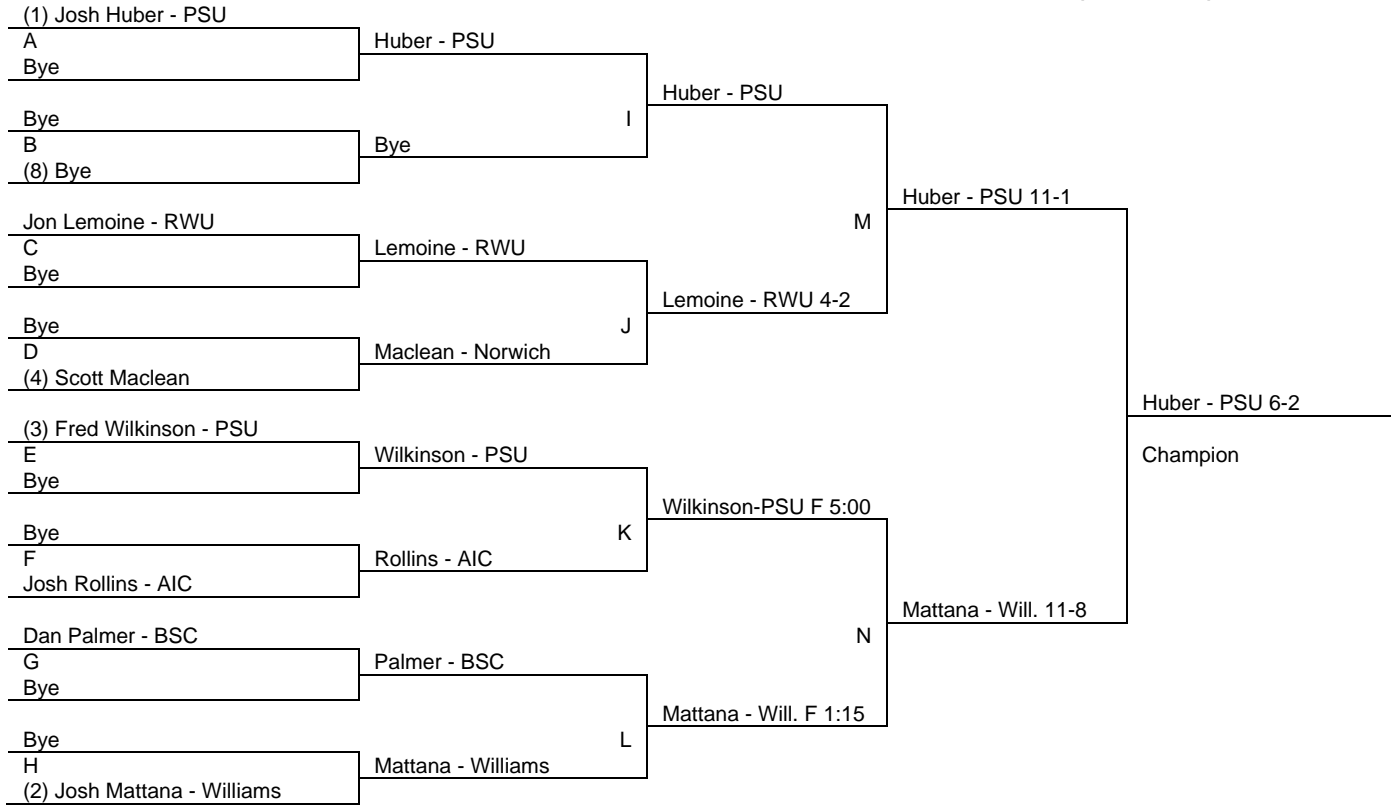 (1) Josh Huber - PSU
A
Bye
Huber - PSU
Bye
B
(8) Bye
Bye
I
Huber - PSU
Jon Lemoine - RWU
C
Bye
Lemoine - RWU
Bye
D
(4) Scott Maclean
Maclean - Norwich
J
Lemoine - RWU 4-2
M
Huber - PSU 11-1
(3) Fred Wilkinson - PSU
E
Bye
Wilkinson - PSU
Bye
F
Josh Rollins - AIC
Rollins - AIC
K
Wilkinson-PSU F 5:00
Dan Palmer - BSC
G
Bye
Palmer - BSC
Bye
H
(2) Josh Mattana - Williams
Mattana - Williams
L
Mattana - Will. F 1:15
N
Mattana - Will. 11-8
Huber - PSU 6-2
Champion